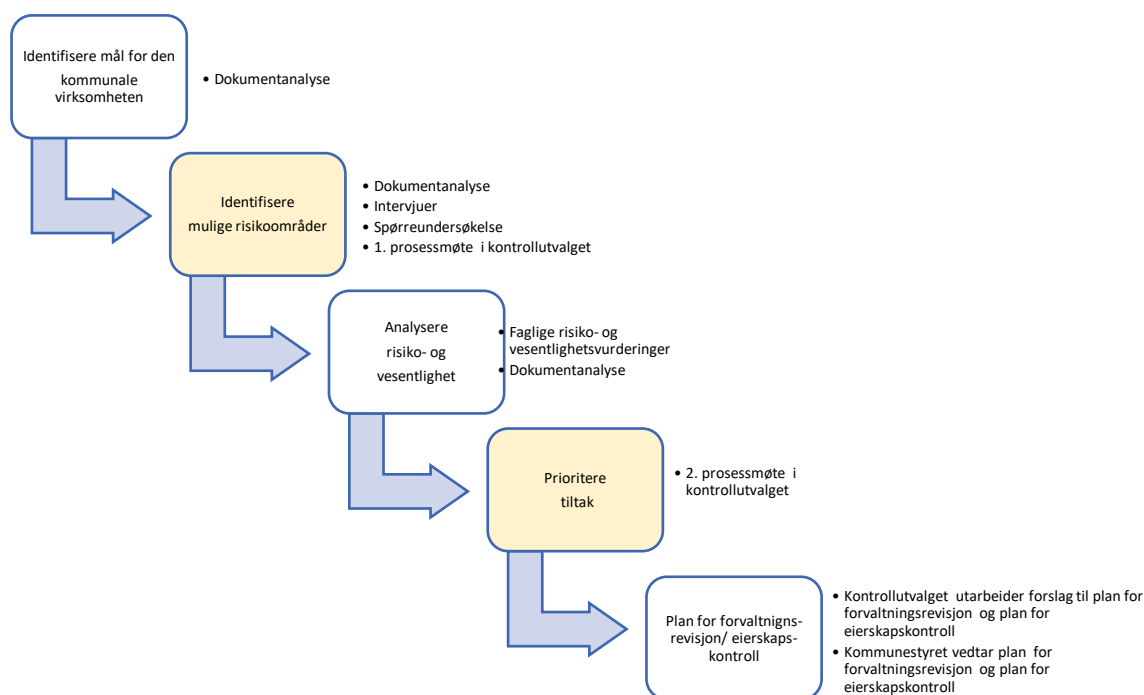 Identifisere mål for den
kommunale
virksomheten
• Dokumentanalyse
Identifisere
mulige risikoområder
• Dokumentanalyse
• Intervjuer
• Spørreundersøkelse
• 1. prosessmøte i kontrollutvalget
Analysere
risiko- og
vesentlighet
• Faglige risiko- og
vesentlighetsvurderinger
• Dokumentanalyse
Prioritere
tiltak
• 2. prosessmøte i
kontrollutvalget
Plan for forvaltnigns-
revisjon/ eierskaps-
kontroll
• Kontrollutvalget utarbeider forslag til plan for
forvaltningsrevisjon og plan for
eierskapskontroll
• Kommunestyret vedtar plan for
forvaltningsrevisjon og plan for
eierskapskontroll